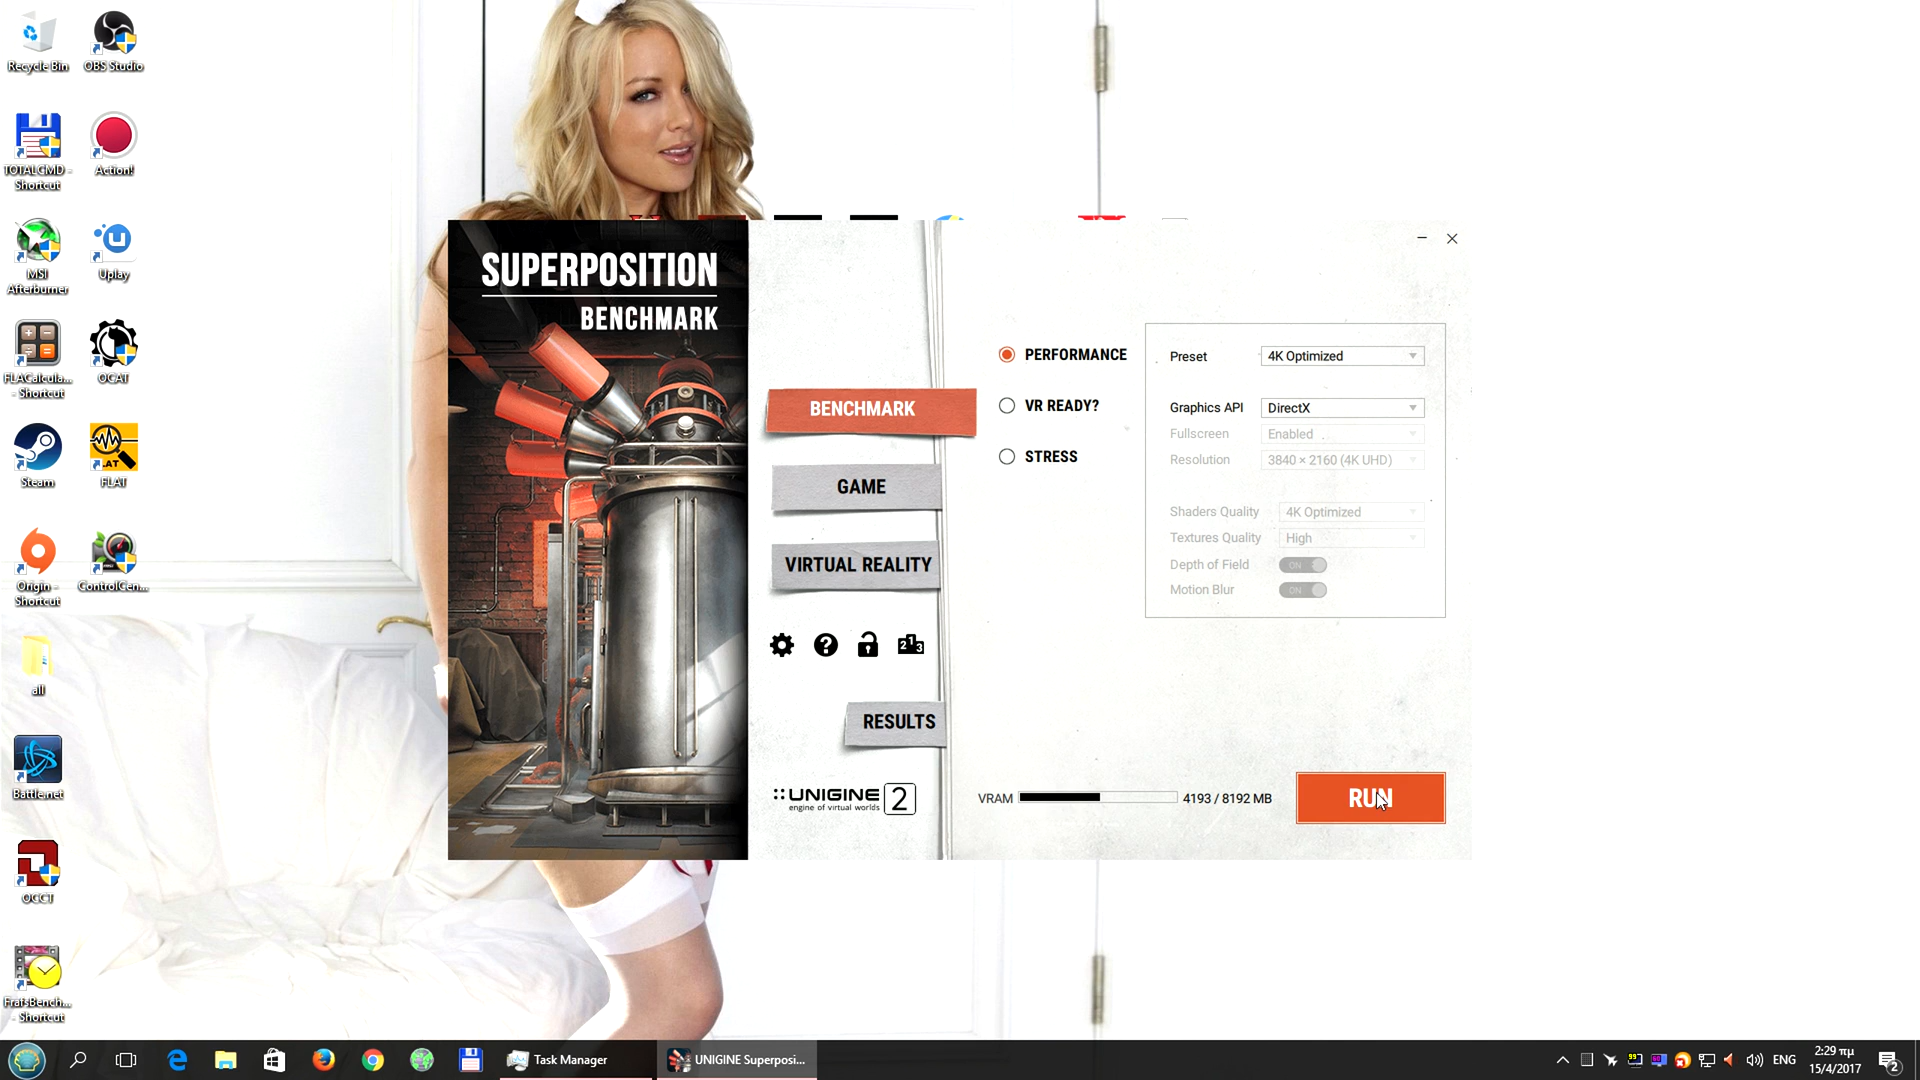 Recycle Bin
OBS Studio
TOTALCMD - Shortcut
Action!
MSI Afterburner
Uplay
FLACalcula... - Shortcut
OCAT
Steam
FLAT
Origin - Shortcut
ControlCen...
all
Battle.net
OCCT
FrafsBench... - Shortcut
SUPERPOSITION
BENCHMARK
BENCHMARK
GAME
VIRTUAL REALITY
RESULTS
UNIGINE 2
engine of virtual worlds
PERFORMANCE
VR READY?
STRESS
Preset 4K Optimized
Graphics API DirectX
Fullscreen Enabled
Resolution 3840 × 2160 (4K UHD)
Shaders Quality 4K Optimized
Textures Quality High
Depth of Field ON
Motion Blur ON
VRAM 4193 / 8192 MB
RUN
Task Manager
UNIGINE Superposi...
ENG
2:29 πμ
15/4/2017
2